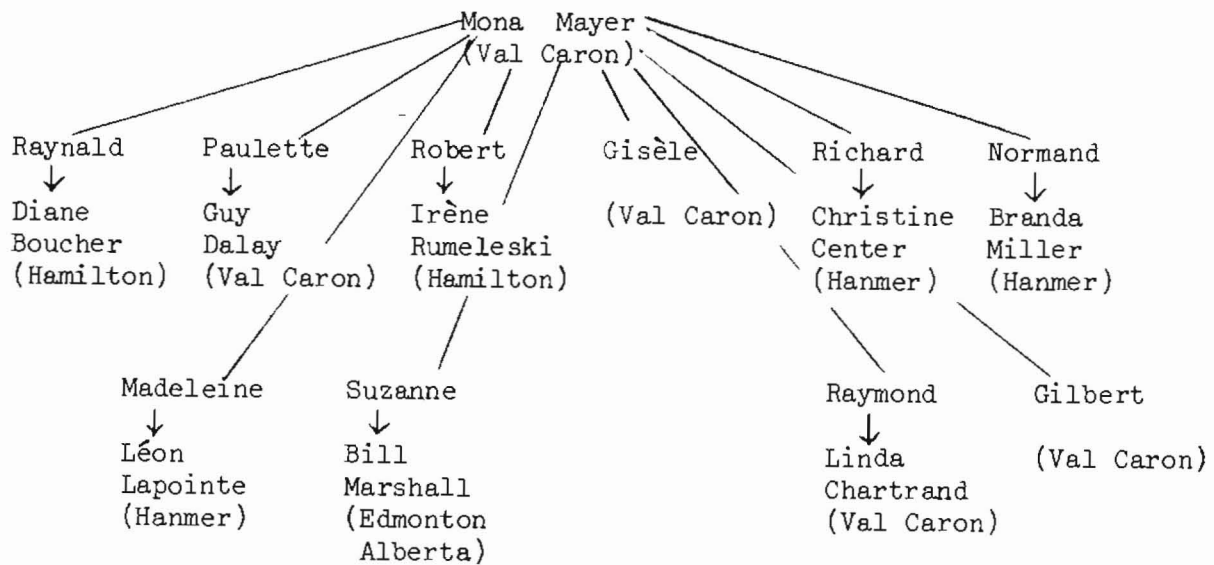 Mona Mayer
(Val Caron)
Raynald Paulette Robert Gisèle Richard Normand
Diane Guy Irène (Val Caron) Christine Branda
Boucher Dalay Rumeleski Center Miller
(Hamilton) (Val Caron) (Hamilton) (Hanmer) (Hanmer)
Madeleine Suzanne Raymond Gilbert
Léon Bill Linda (Val Caron)
Lapointe Marshall Chartrand
(Hanmer) (Edmonton (Val Caron)
Alberta)